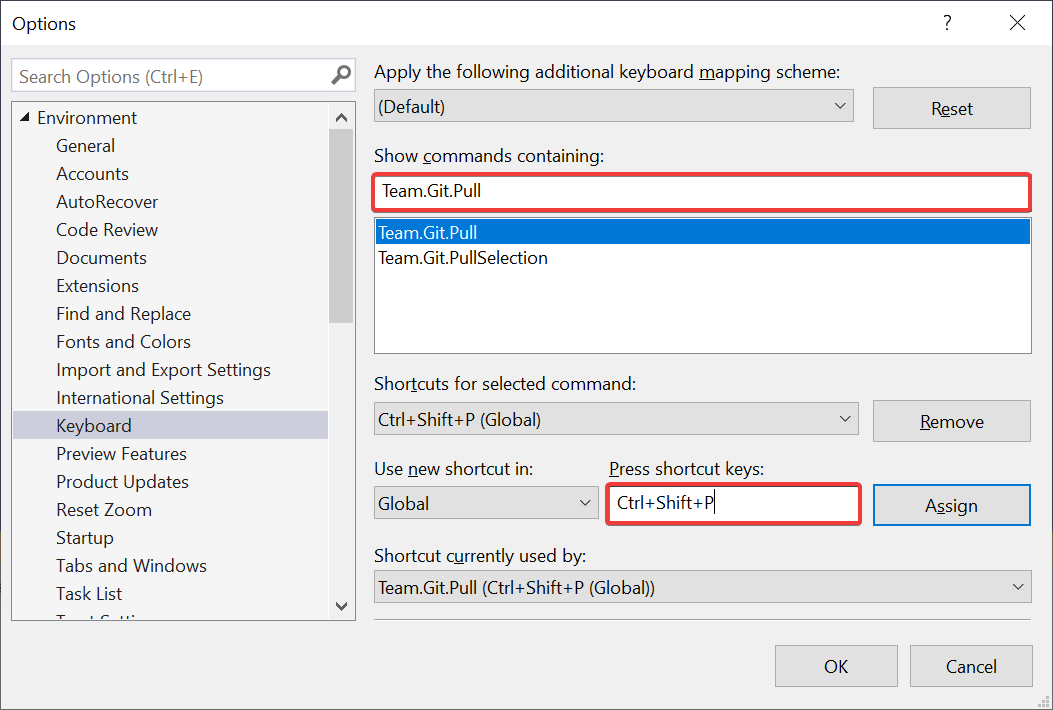 Options
?
Search Options (Ctrl+E)
Environment
General
Accounts
AutoRecover
Code Review
Documents
Extensions
Find and Replace
Fonts and Colors
Import and Export Settings
International Settings
Keyboard
Preview Features
Product Updates
Reset Zoom
Startup
Tabs and Windows
Task List
Apply the following additional keyboard mapping scheme:
(Default)
Reset
Show commands containing:
Team.Git.Pull
Team.Git.Pull
Team.Git.PullSelection
Shortcuts for selected command:
Ctrl+Shift+P (Global)
Remove
Use new shortcut in:
Press shortcut keys:
Global
Ctrl+Shift+P
Assign
Shortcut currently used by:
Team.Git.Pull (Ctrl+Shift+P (Global))
OK
Cancel